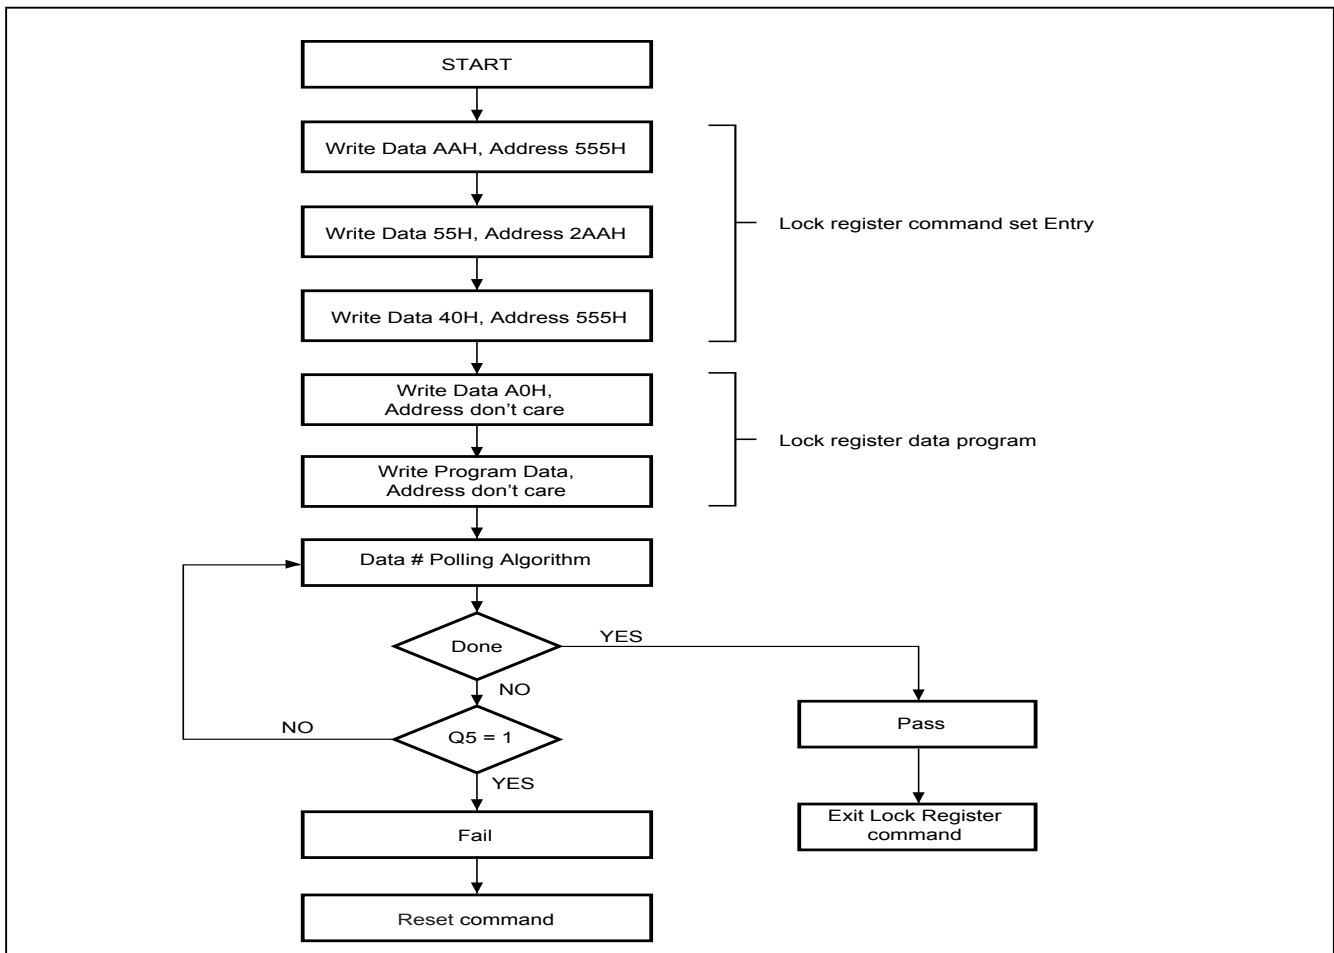 START
Write Data AAH, Address 555H
Write Data 55H, Address 2AAH
Lock register command set Entry
Write Data 40H, Address 555H
Write Data A0H,
Address don't care
Lock register data program
Write Program Data,
Address don't care
Data # Polling Algorithm
Done
YES
NO
Q5 = 1
NO
YES
Pass
Fail
Exit Lock Register
command
Reset command